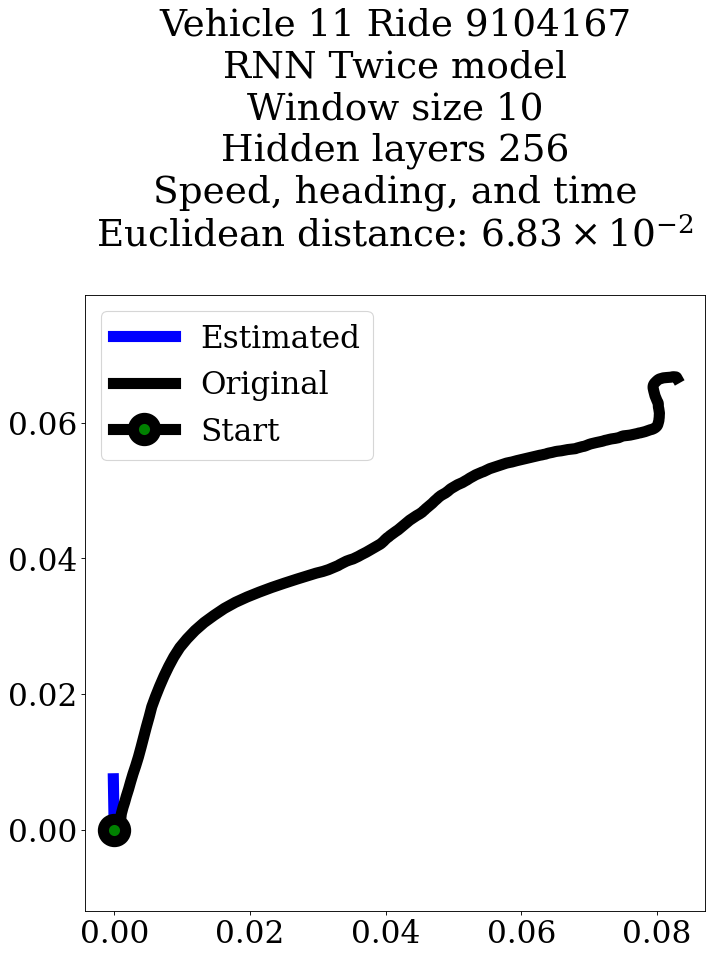 Vehicle 11 Ride 9104167
RNN Twice model
Window size 10
Hidden layers 256
Speed, heading, and time
Euclidean distance: 6.83 × 10⁻²
Estimated
Original
Start
0.06
0.04
0.02
0.00
0.00 0.02 0.04 0.06 0.08